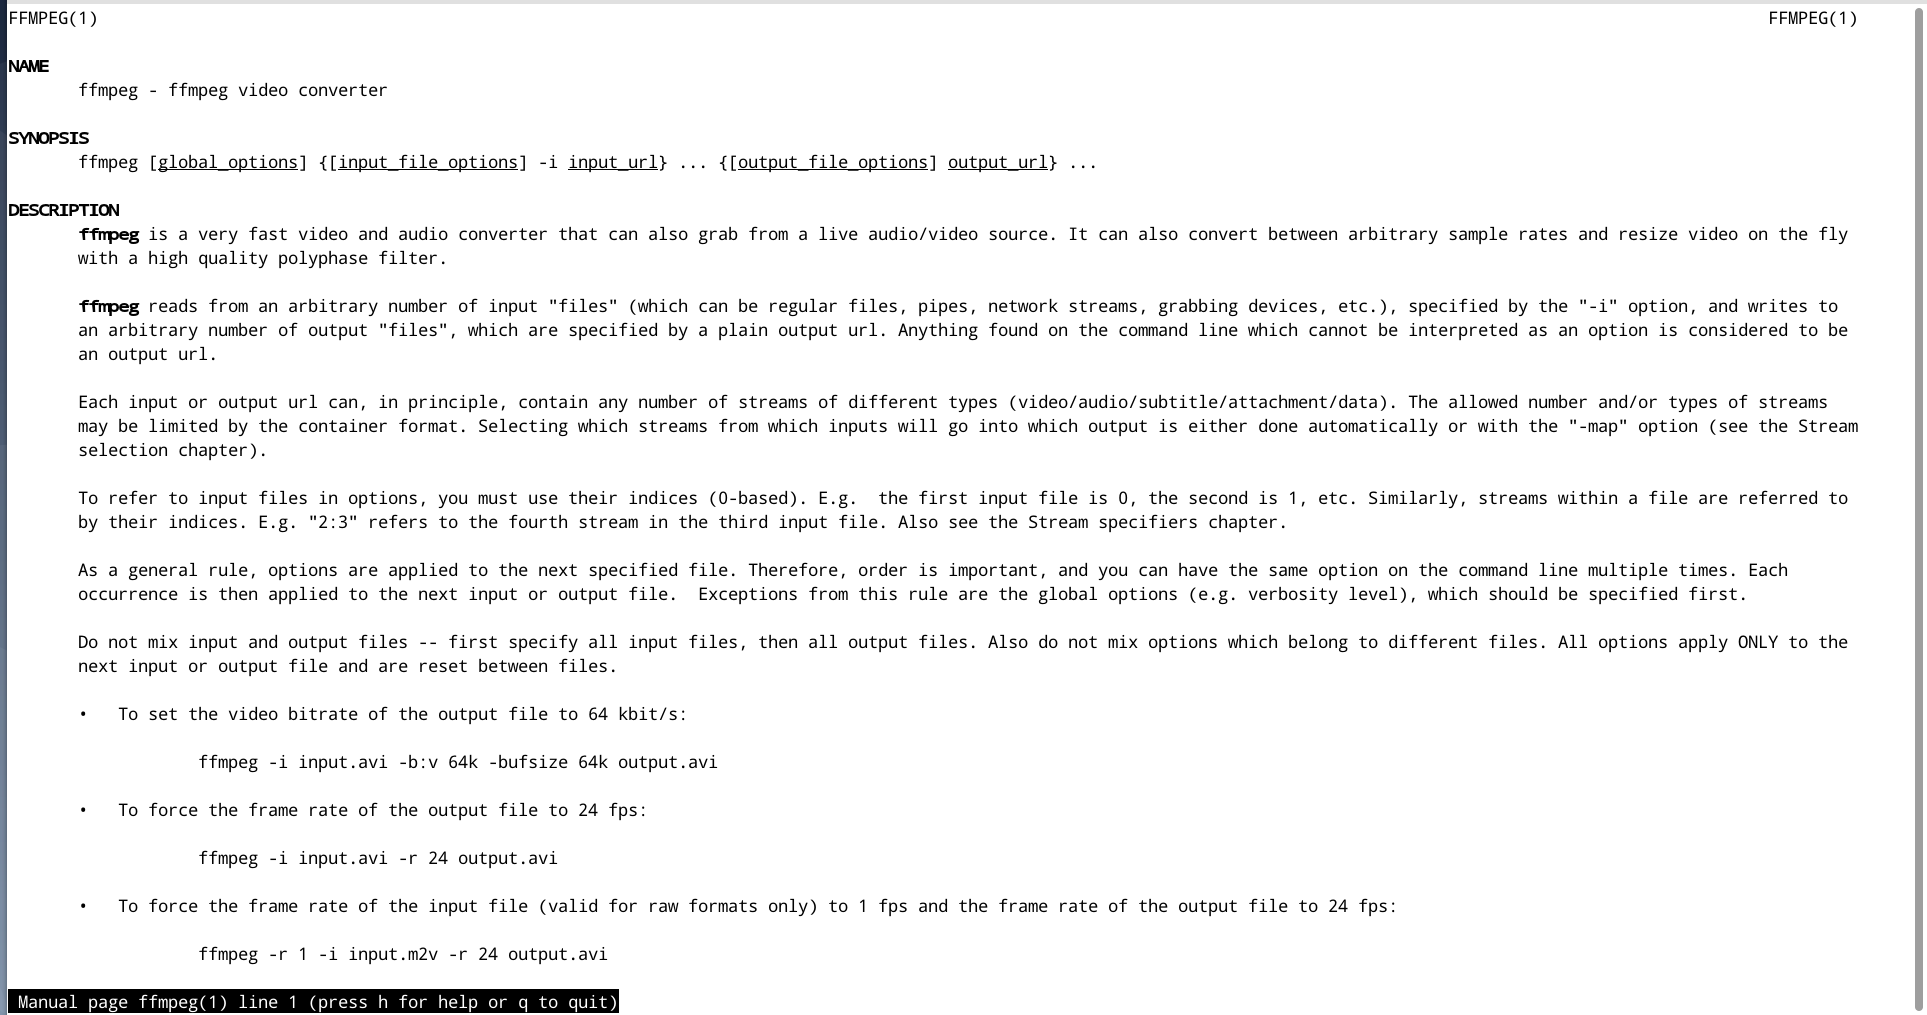 FFMPEG(1) FFMPEG(1)
NAME
ffmpeg - ffmpeg video converter
SYNOPSIS
ffmpeg [global_options] {[input_file_options] -i input_url} ... {[output_file_options] output_url} ...
DESCRIPTION
ffmpeg is a very fast video and audio converter that can also grab from a live audio/video source. It can also convert between arbitrary sample rates and resize video on the fly
with a high quality polyphase filter.
ffmpeg reads from an arbitrary number of input "files" (which can be regular files, pipes, network streams, grabbing devices, etc.), specified by the "-i" option, and writes to
an arbitrary number of output "files", which are specified by a plain output url. Anything found on the command line which cannot be interpreted as an option is considered to be
an output url.
Each input or output url can, in principle, contain any number of streams of different types (video/audio/subtitle/attachment/data). The allowed number and/or types of streams
may be limited by the container format. Selecting which streams from which inputs will go into which output is either done automatically or with the "-map" option (see the Stream
selection chapter).
To refer to input files in options, you must use their indices (0-based). E.g.  the first input file is 0, the second is 1, etc. Similarly, streams within a file are referred to
by their indices. E.g. "2:3" refers to the fourth stream in the third input file. Also see the Stream specifiers chapter.
As a general rule, options are applied to the next specified file. Therefore, order is important, and you can have the same option on the command line multiple times. Each
occurrence is then applied to the next input or output file.  Exceptions from this rule are the global options (e.g. verbosity level), which should be specified first.
Do not mix input and output files -- first specify all input files, then all output files. Also do not mix options which belong to different files. All options apply ONLY to the
next input or output file and are reset between files.
• To set the video bitrate of the output file to 64 kbit/s:
ffmpeg -i input.avi -b:v 64k -bufsize 64k output.avi
• To force the frame rate of the output file to 24 fps:
ffmpeg -i input.avi -r 24 output.avi
• To force the frame rate of the input file (valid for raw formats only) to 1 fps and the frame rate of the output file to 24 fps:
ffmpeg -r 1 -i input.m2v -r 24 output.avi
Manual page ffmpeg(1) line 1 (press h for help or q to quit)